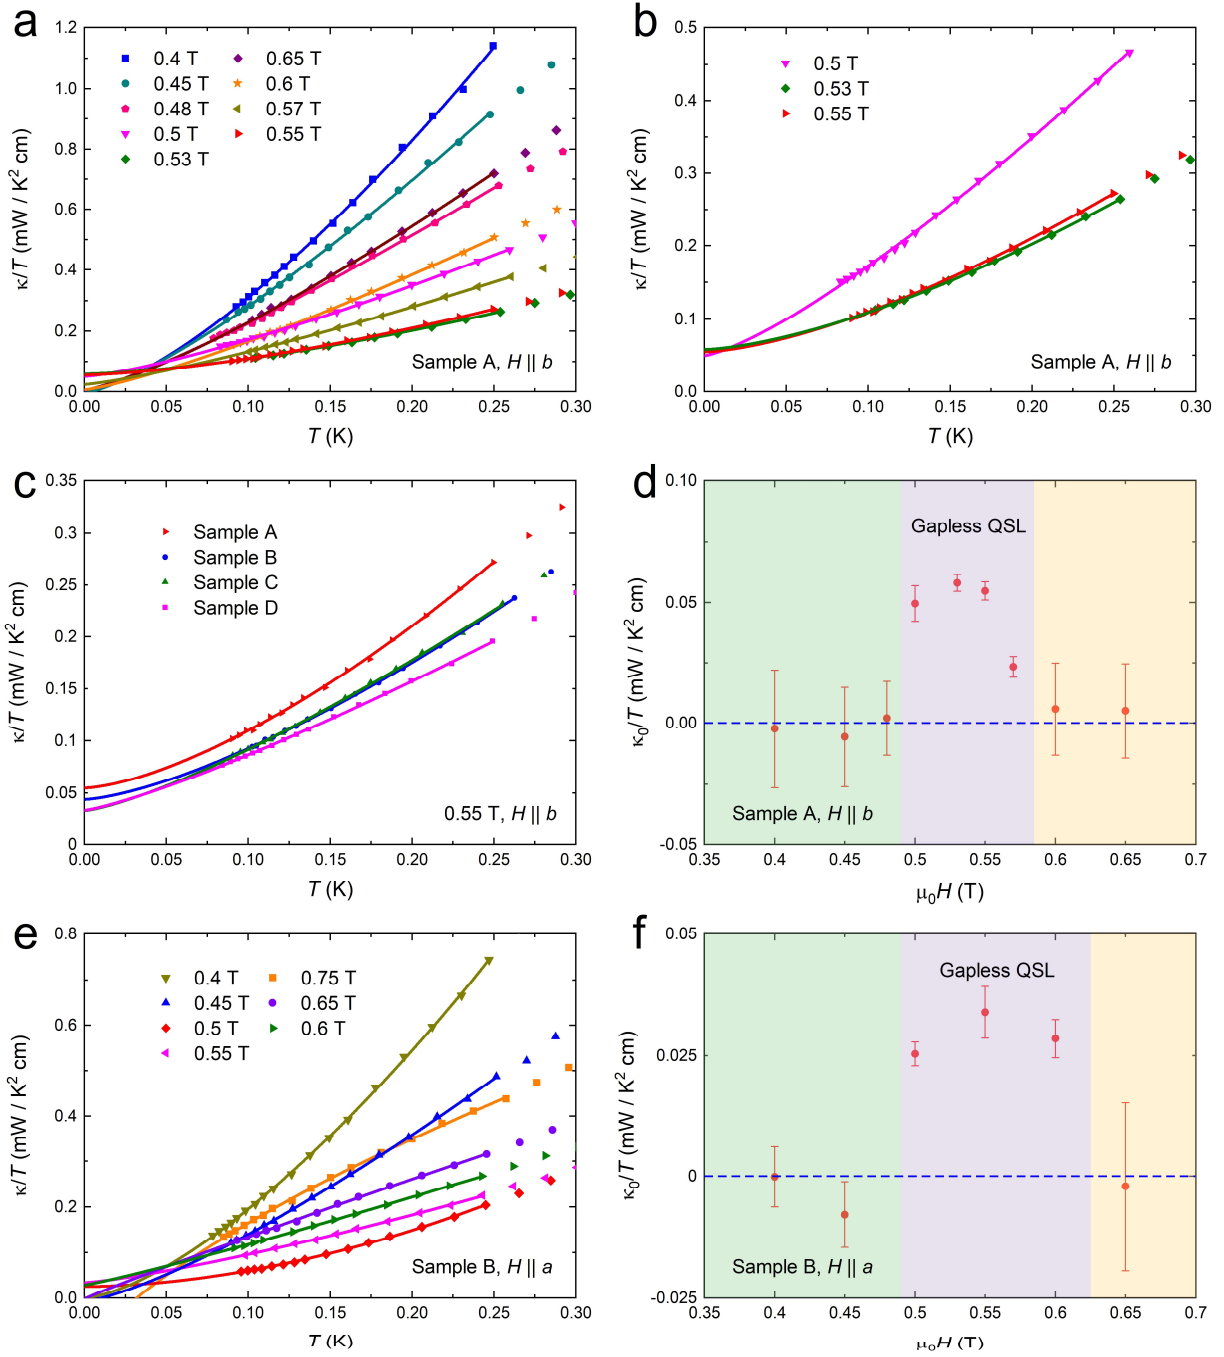 a
1.2
1.0
0.8
0.6
0.4
0.2
0.0
κ/T (mW / K² cm)
0.4 T
0.45 T
0.48 T
0.5 T
0.53 T
0.65 T
0.6 T
0.57 T
0.55 T
Sample A, H || b
0.00 0.05 0.10 0.15 0.20 0.25 0.30
T (K)
b
0.5
0.4
0.3
0.2
0.1
0.0
κ/T (mW / K² cm)
0.5 T
0.53 T
0.55 T
Sample A, H || b
0.00 0.05 0.10 0.15 0.20 0.25 0.30
T (K)
c
0.35
0.3
0.25
0.2
0.15
0.1
0.05
0
κ/T (mW / K² cm)
Sample A
Sample B
Sample C
Sample D
0.55 T, H || b
0.00 0.05 0.10 0.15 0.20 0.25 0.30
T (K)
d
0.10
0.05
0.00
-0.05
κ₀/T (mW / K² cm)
Gapless QSL
Sample A, H || b
0.35 0.4 0.45 0.5 0.55 0.6 0.65 0.7
μ₀H (T)
e
0.8
0.6
0.4
0.2
0.0
κ/T (mW / K² cm)
0.4 T
0.45 T
0.5 T
0.55 T
0.75 T
0.65 T
0.6 T
Sample B, H || a
0.00 0.05 0.10 0.15 0.20 0.25 0.30
T (K)
f
0.05
0.025
0
-0.025
κ₀/T (mW / K² cm)
Gapless QSL
Sample B, H || a
0.35 0.4 0.45 0.5 0.55 0.6 0.65 0.7
μ₀H (T)